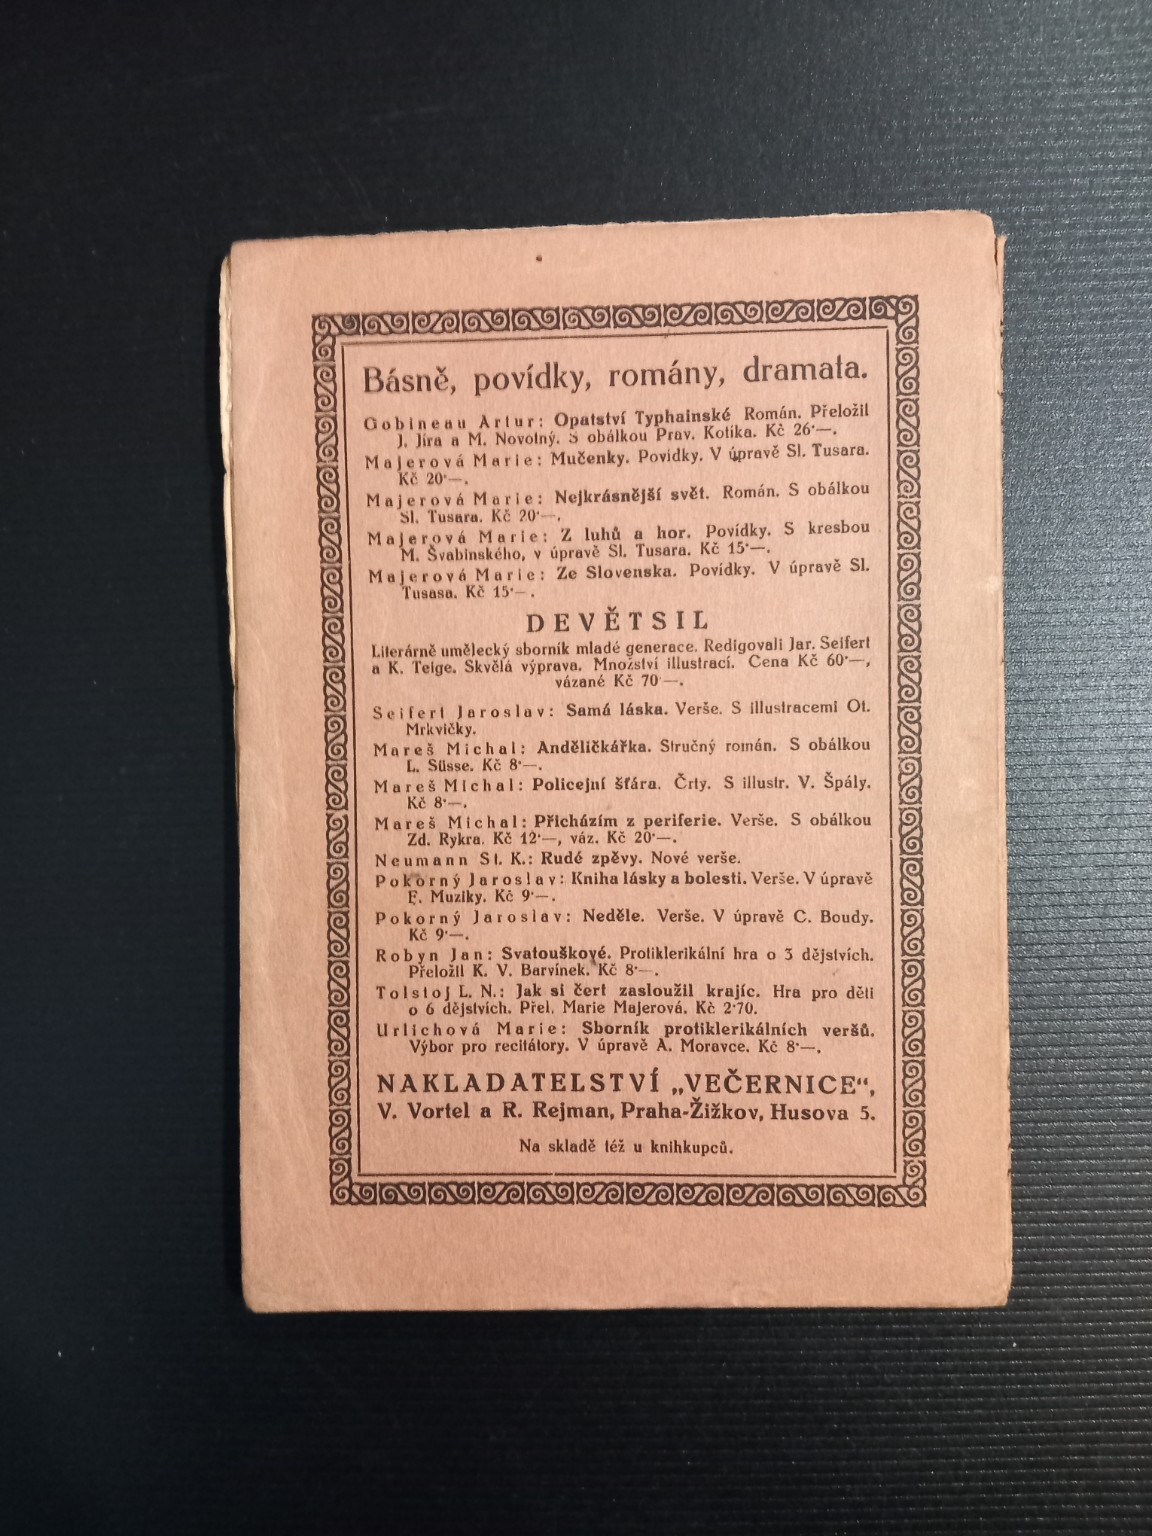 Básně, povídky, romány, dramata.
Gobineau Artur: Opatství Typhainské Román. Přeložil
J. Jíra a M. Novotný. S obálkou Prav. Kotíka. Kč 26·—.
Majerová Marie: Mučenky. Povídky. V úpravě Sl. Tusara.
Kč 20·—.
Majerová Marie: Nejkrásnější svět. Román. S obálkou
Sl. Tusara. Kč 20·—.
Majerová Marie: Z luhů a hor. Povídky. S kresbou
M. Švabinského, v úpravě Sl. Tusara. Kč 15·—.
Majerová Marie: Ze Slovenska. Povídky. V úpravě Sl.
Tusasa. Kč 15·—.
DEVĚTSIL
Literárně umělecký sborník mladé generace. Redigovali Jar. Seifert
a K. Teige. Skvělá výprava. Množství illustrací. Cena Kč 60·—,
vázané Kč 70·—.
Seifert Jaroslav: Samá láska. Verše. S illustracemi Ot.
Mrkvičky.
Mareš Michal: Andělíčkářka. Stručný román. S obálkou
L. Süsse. Kč 8·—.
Mareš Michal: Policejní šťára. Črty. S illustr. V. Špály.
Kč 8·—.
Mareš Michal: Přicházím z periferie. Verše. S obálkou
Zd. Rykra. Kč 12·—, váz. Kč 20·—.
Neumann St. K.: Rudé zpěvy. Nové verše.
Pokorný Jaroslav: Kniha lásky a bolesti. Verše. V úpravě
F. Muziky. Kč 9·—.
Pokorný Jaroslav: Neděle. Verše. V úpravě C. Boudy.
Kč 9·—.
Robyn Jan: Svatouškové. Protiklerikální hra o 3 dějstvích.
Přeložil K. V. Barvínek. Kč 8·—.
Tolstoj L. N.: Jak si čert zasloužil krajíc. Hra pro děti
o 6 dějstvích. Přel. Marie Majerová. Kč 2·70.
Urlichová Marie: Sborník protiklerikálních veršů.
Výbor pro recitátory. V úpravě A. Moravce. Kč 8·—.
NAKLADATELSTVÍ „VEČERNICE“,
V. Vortel a R. Rejman, Praha-Žižkov, Husova 5.
Na skladě též u knihkupců.